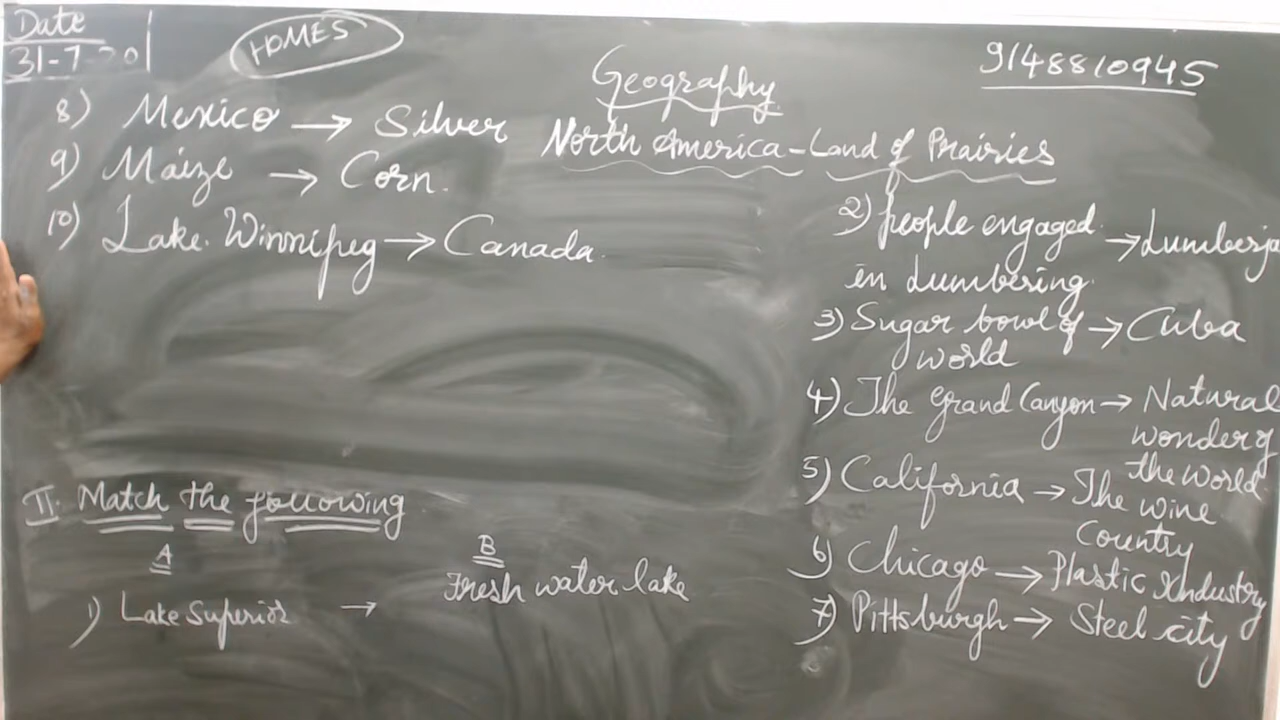 Date
31-7-20
HOMES
9148810945
Geography
North America - Land of Prairies
8) Mexico → Silver
9) Maize → Corn.
10) Lake Winnipeg → Canada.
II. Match the following
A
B
1) Lake Superior → Fresh water lake
2) people engaged in Lumbering → Lumberja
3) Sugar bowl of world → Cuba
4) The Grand Canyon → Natural wonder of the world
5) California → The wine Country
6) Chicago → Plastic Industry
7) Pittsburgh → Steel city